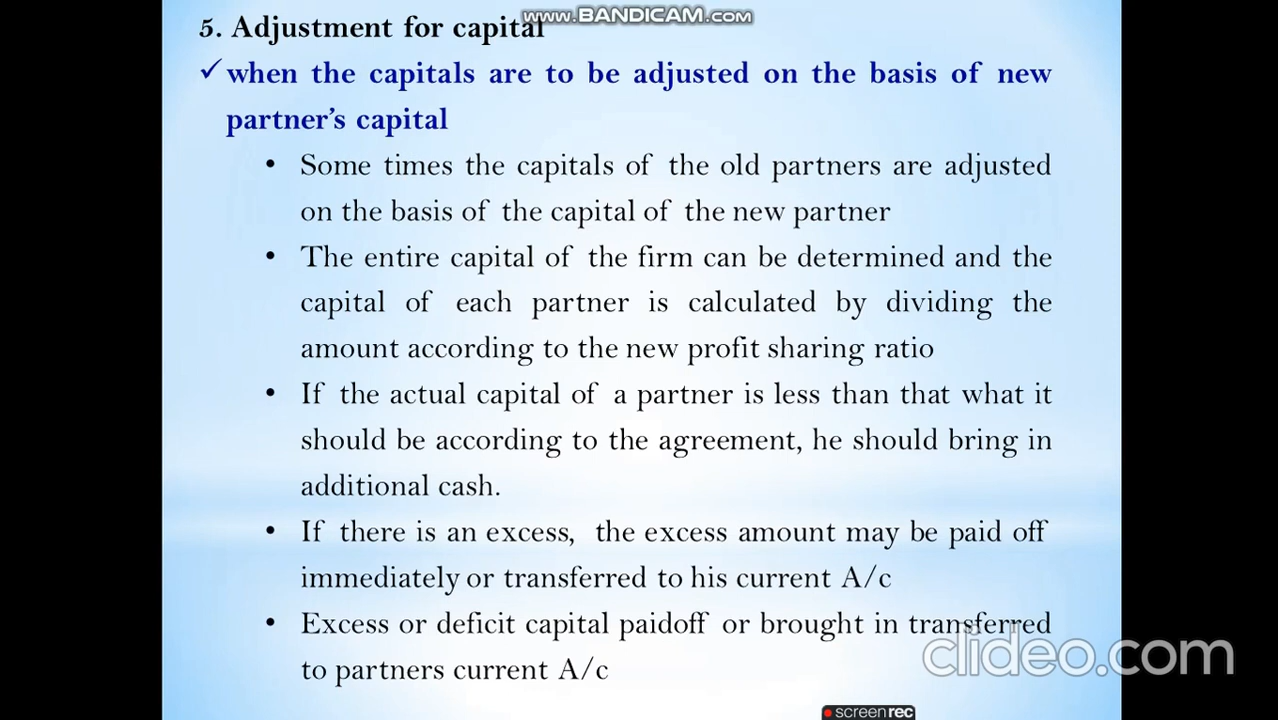 www.BANDICAM.com
5. Adjustment for capital
✓ when the capitals are to be adjusted on the basis of new
partner's capital
• Some times the capitals of the old partners are adjusted
on the basis of the capital of the new partner
• The entire capital of the firm can be determined and the
capital of each partner is calculated by dividing the
amount according to the new profit sharing ratio
• If the actual capital of a partner is less than that what it
should be according to the agreement, he should bring in
additional cash.
• If there is an excess, the excess amount may be paid off
immediately or transferred to his current A/c
• Excess or deficit capital paidoff or brought in transferred
to partners current A/c
clideo.com
screenrec